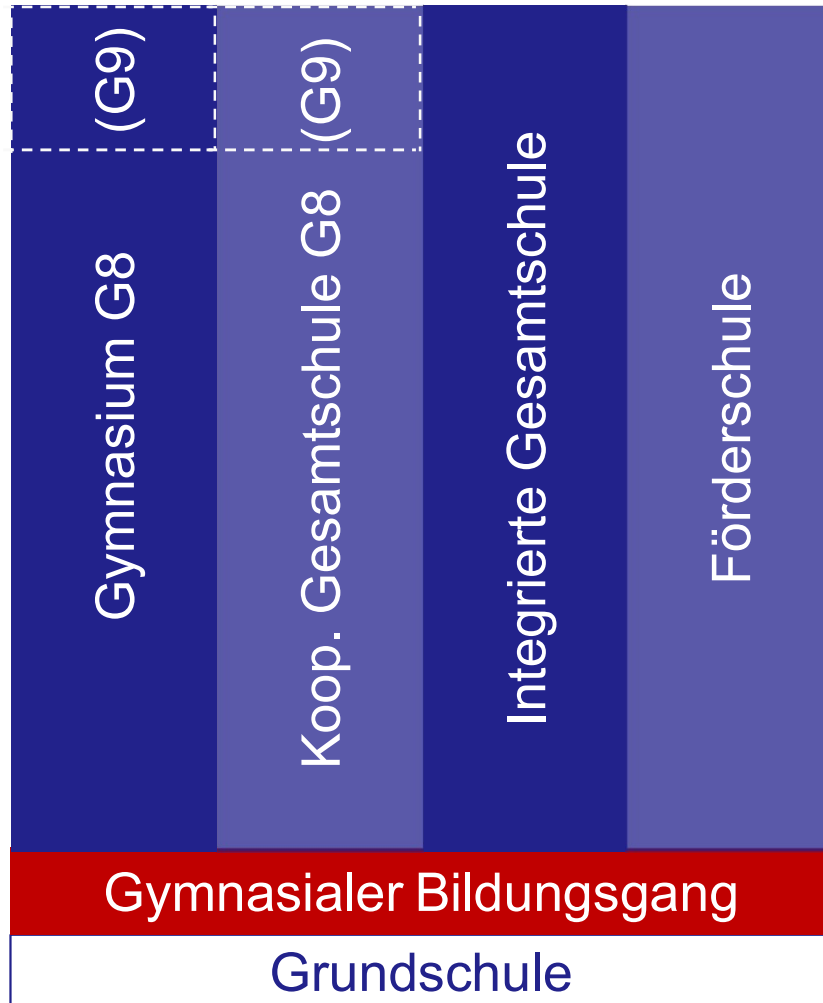 (G9)
Gymnasium G8
(G9)
Koop. Gesamtschule G8
Integrierte Gesamtschule
Förderschule
Gymnasialer Bildungsgang
Grundschule